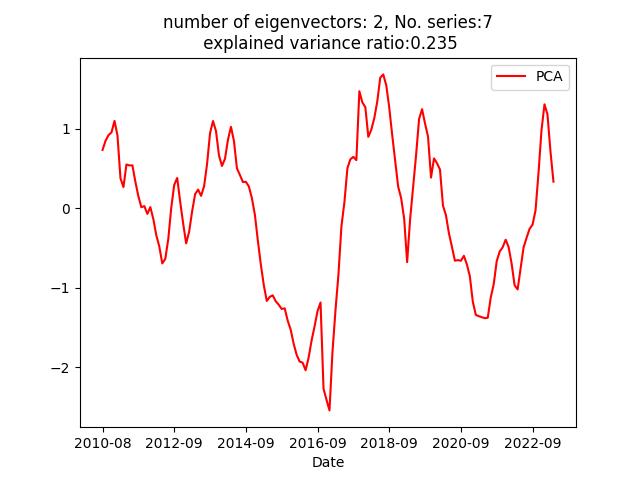 number of eigenvectors: 2, No. series:7
explained variance ratio:0.235
PCA
1
0
−1
−2
2010-08 2012-09 2014-09 2016-09 2018-09 2020-09 2022-09
Date